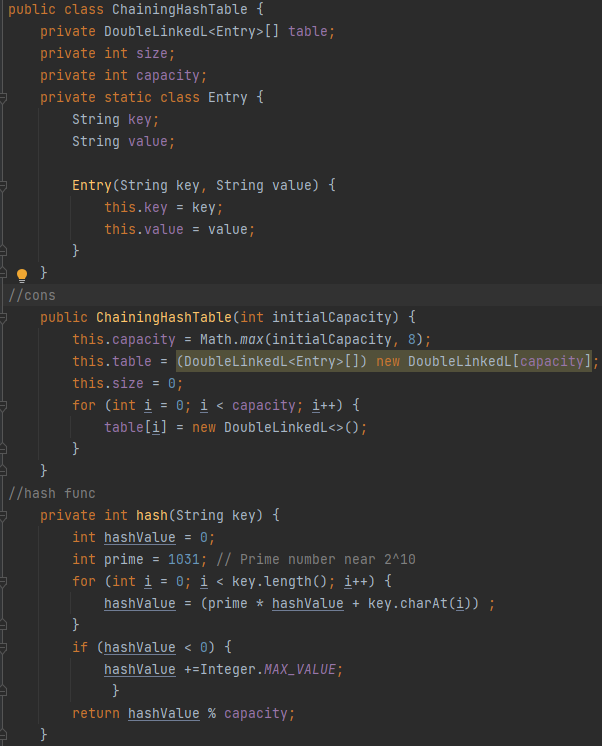 public class ChainingHashTable {
    private DoubleLinkedL<Entry>[] table;
    private int size;
    private int capacity;
    private static class Entry {
        String key;
        String value;

        Entry(String key, String value) {
            this.key = key;
            this.value = value;
        }
    }
//cons
    public ChainingHashTable(int initialCapacity) {
        this.capacity = Math.max(initialCapacity, 8);
        this.table = (DoubleLinkedL<Entry>[]) new DoubleLinkedL[capacity];
        this.size = 0;
        for (int i = 0; i < capacity; i++) {
            table[i] = new DoubleLinkedL<>();
        }
    }
//hash func
    private int hash(String key) {
        int hashValue = 0;
        int prime = 1031; // Prime number near 2^10
        for (int i = 0; i < key.length(); i++) {
            hashValue = (prime * hashValue + key.charAt(i)) ;
        }
        if (hashValue < 0) {
            hashValue +=Integer.MAX_VALUE;
             }
        return hashValue % capacity;
    }